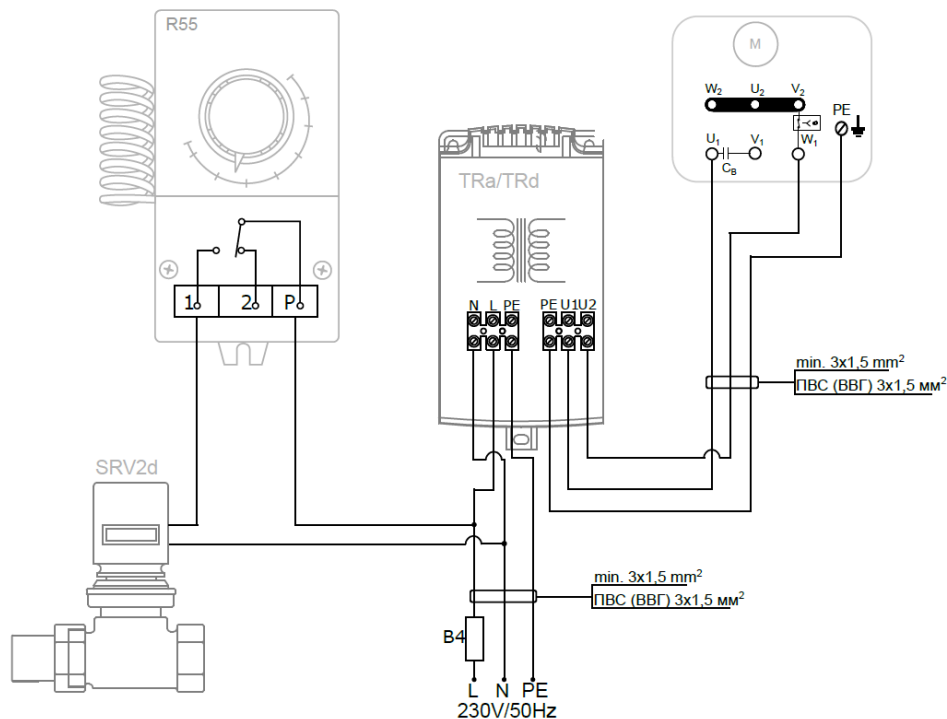 R55
M
W2 U2 V2
PE
U1 V1 W1
CB
TRa/TRd
1 2 P
N L PE PE U1 U2
min. 3x1,5 mm²
ПВС (ВВГ) 3x1,5 мм²
SRV2d
min. 3x1,5 mm²
ПВС (ВВГ) 3x1,5 мм²
B4
L N PE
230V/50Hz